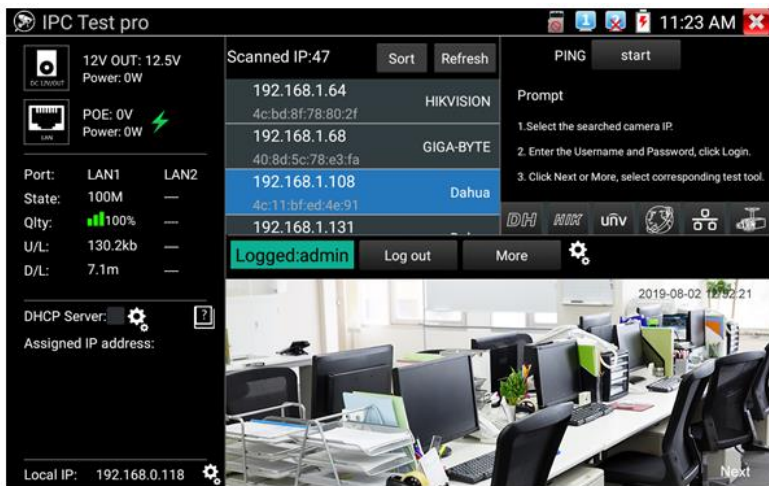 IPC Test pro
11:23 AM
12V OUT: 12.5V
Power: 0W
DC 12V/OUT
POE: 0V
Power: 0W
LAN
Port: LAN1 LAN2
State: 100M —
Qlty: 100% —
U/L: 130.2kb —
D/L: 7.1m —
DHCP Server:
?
Assigned IP address:
Local IP: 192.168.0.118
Scanned IP:47 Sort Refresh
192.168.1.64 HIKVISION
4c:bd:8f:78:80:2f
192.168.1.68 GIGA-BYTE
40:8d:5c:78:e3:fa
192.168.1.108 Dahua
4c:11:bf:ed:4e:91
192.168.1.131
PING start
Prompt
1.Select the searched camera IP.
2. Enter the Username and Password, click Login.
3. Click Next or More, select corresponding test tool.
DH HIK unv
Logged:admin Log out More
2019-08-02
Next